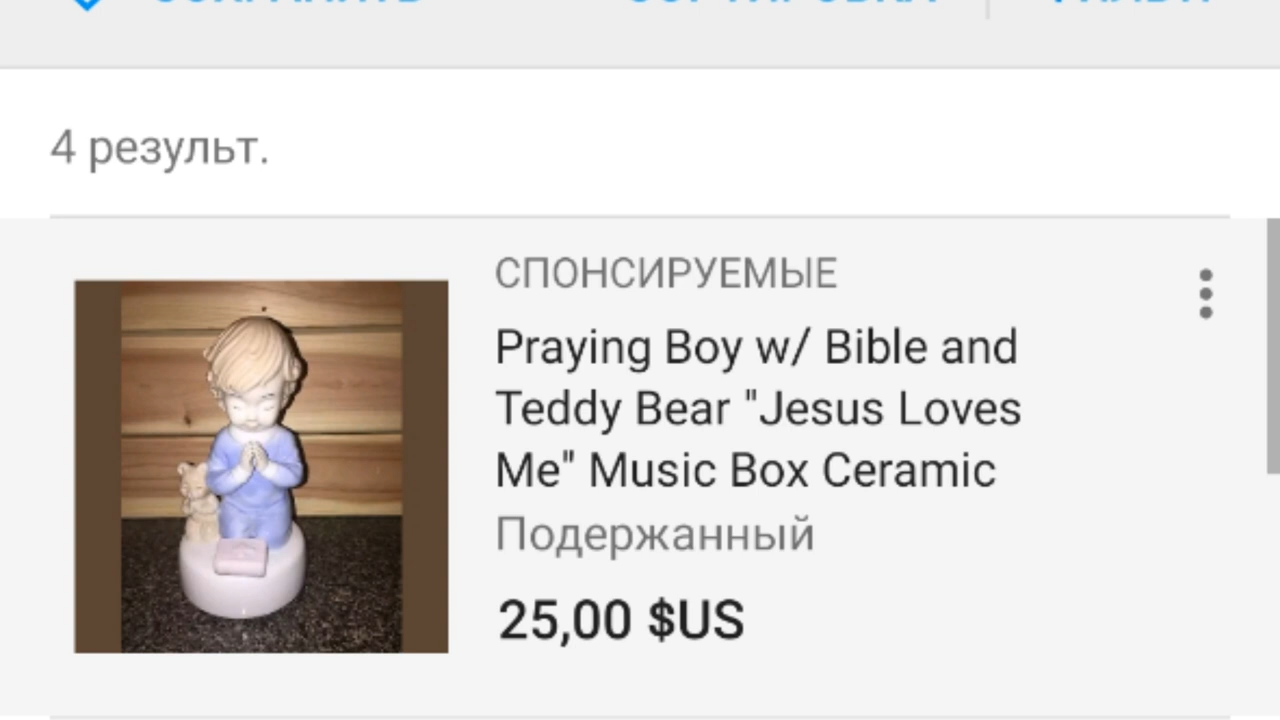 4 результ.
СПОНСИРУЕМЫЕ
Praying Boy w/ Bible and
Teddy Bear "Jesus Loves
Me" Music Box Ceramic
Подержанный
25,00 $US